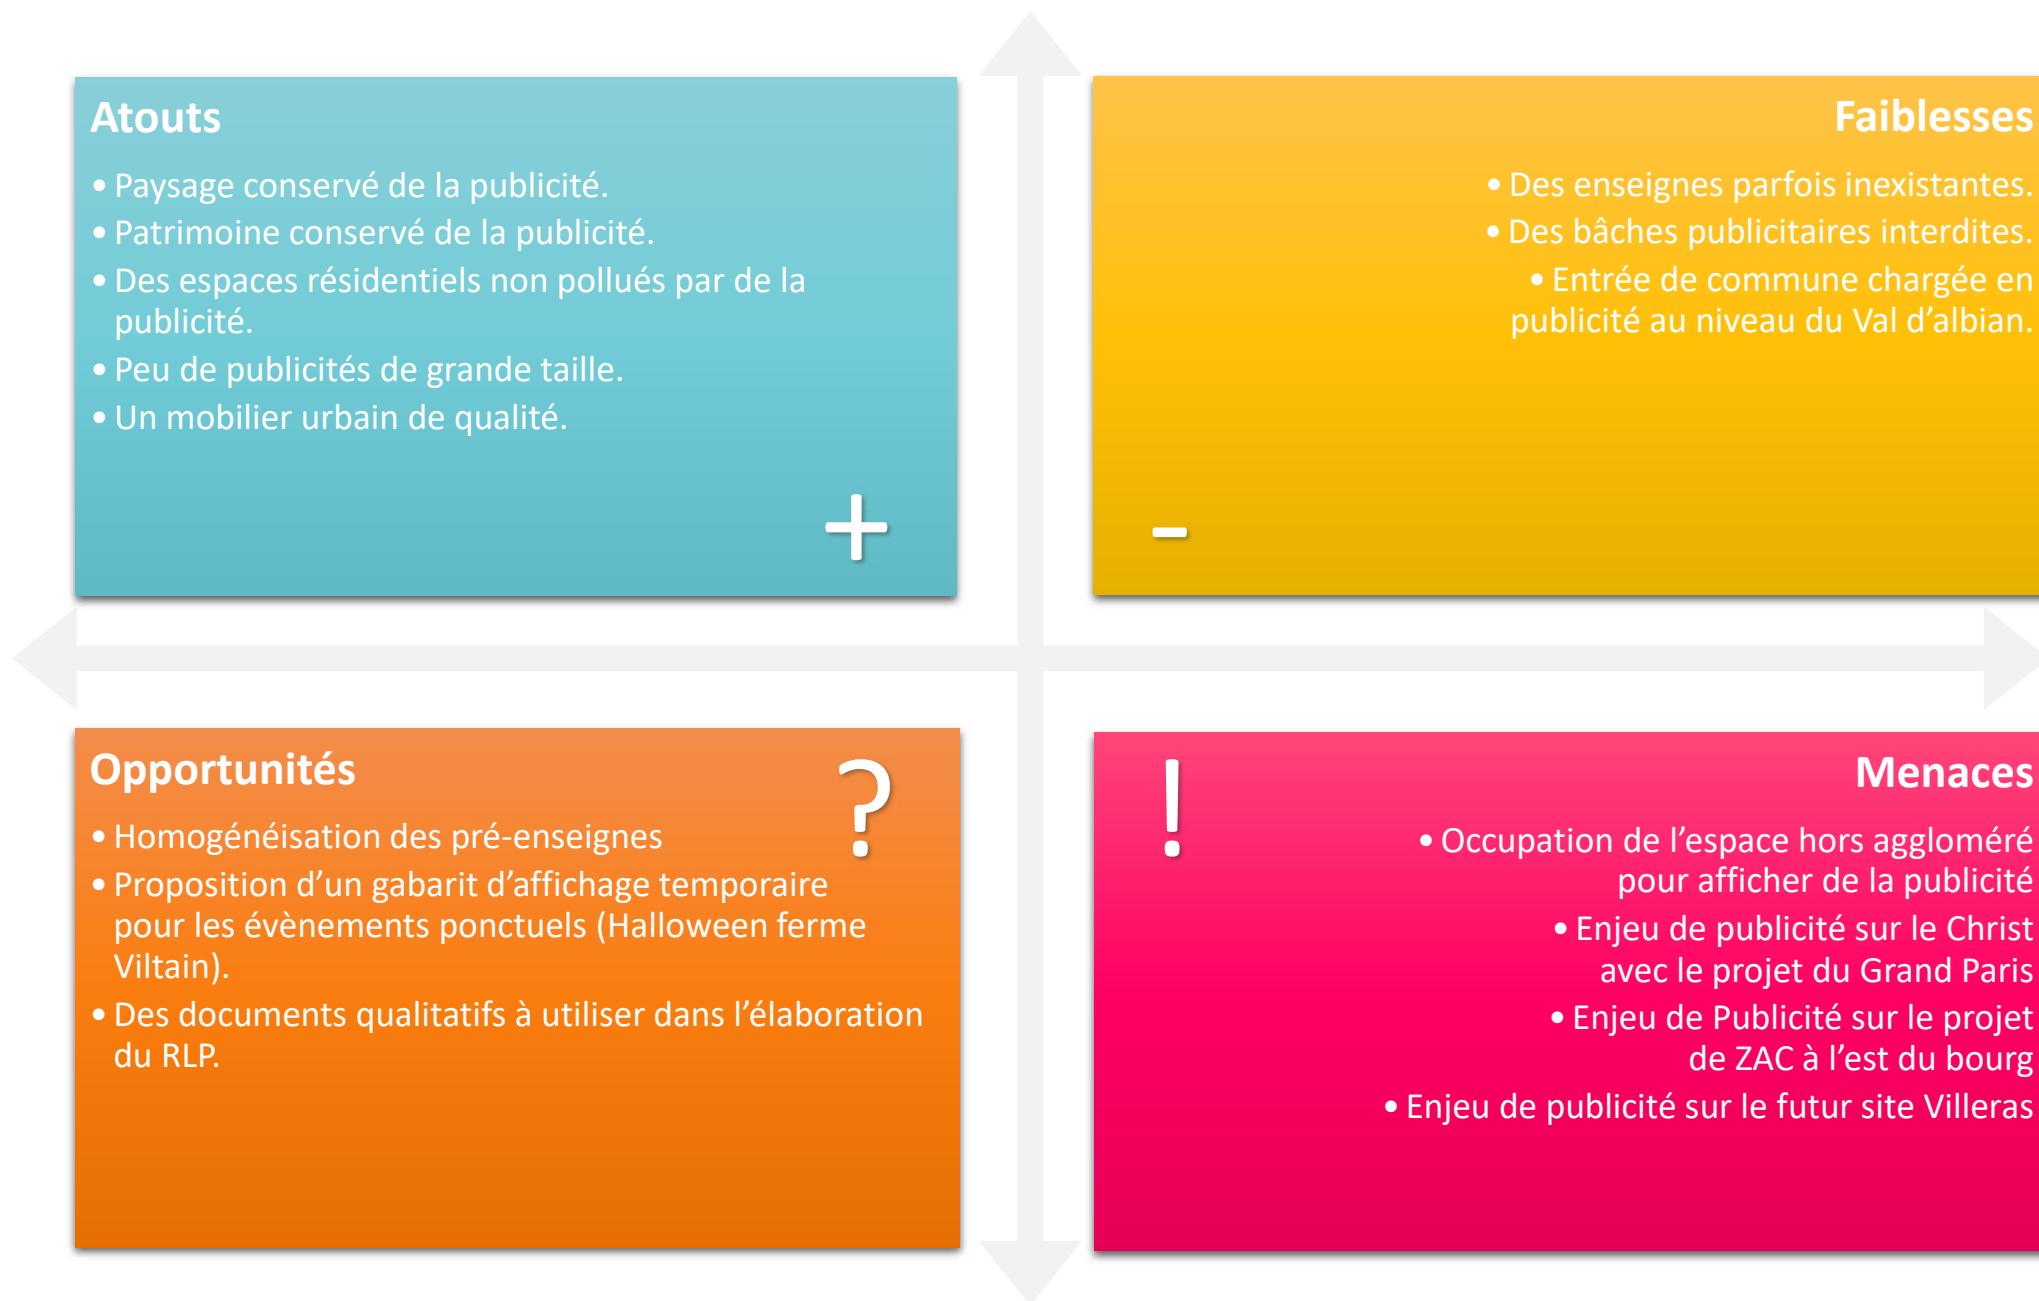 Atouts
• Paysage conservé de la publicité.
• Patrimoine conservé de la publicité.
• Des espaces résidentiels non pollués par de la
publicité.
• Peu de publicités de grande taille.
• Un mobilier urbain de qualité.
+
Faiblesses
• Des enseignes parfois inexistantes.
• Des bâches publicitaires interdites.
• Entrée de commune chargée en
publicité au niveau du Val d’albian.
-
Opportunités
?
• Homogénéisation des pré-enseignes
• Proposition d’un gabarit d’affichage temporaire
pour les évènements ponctuels (Halloween ferme
Viltain).
• Des documents qualitatifs à utiliser dans l’élaboration
du RLP.
!
Menaces
• Occupation de l’espace hors aggloméré
pour afficher de la publicité
• Enjeu de publicité sur le Christ
avec le projet du Grand Paris
• Enjeu de Publicité sur le projet
de ZAC à l’est du bourg
• Enjeu de publicité sur le futur site Villeras